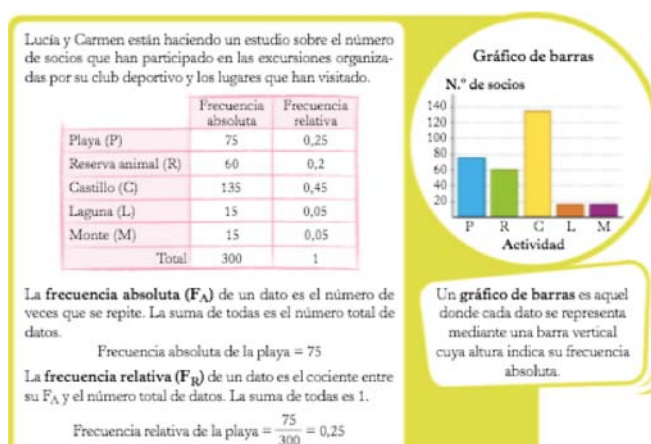 Lucía y Carmen están haciendo un estudio sobre el número
de socios que han participado en las excursiones organiza-
das por su club deportivo y los lugares que han visitado.
Frecuencia absoluta Frecuencia relativa
Playa (P) 75 0,25
Reserva animal (R) 60 0,2
Castillo (C) 135 0,45
Laguna (L) 15 0,05
Monte (M) 15 0,05
Total 300 1
La frecuencia absoluta (F_A) de un dato es el número de
veces que se repite. La suma de todas es el número total de
datos.
Frecuencia absoluta de la playa = 75
La frecuencia relativa (F_R) de un dato es el cociente entre
su F_A y el número total de datos. La suma de todas es 1.
Frecuencia relativa de la playa = 75/300 = 0,25
Gráfico de barras
N.º de socios
140
120
100
80
60
40
20
P R C L M
Actividad
Un gráfico de barras es aquel
donde cada dato se representa
mediante una barra vertical
cuya altura indica su frecuencia
absoluta.